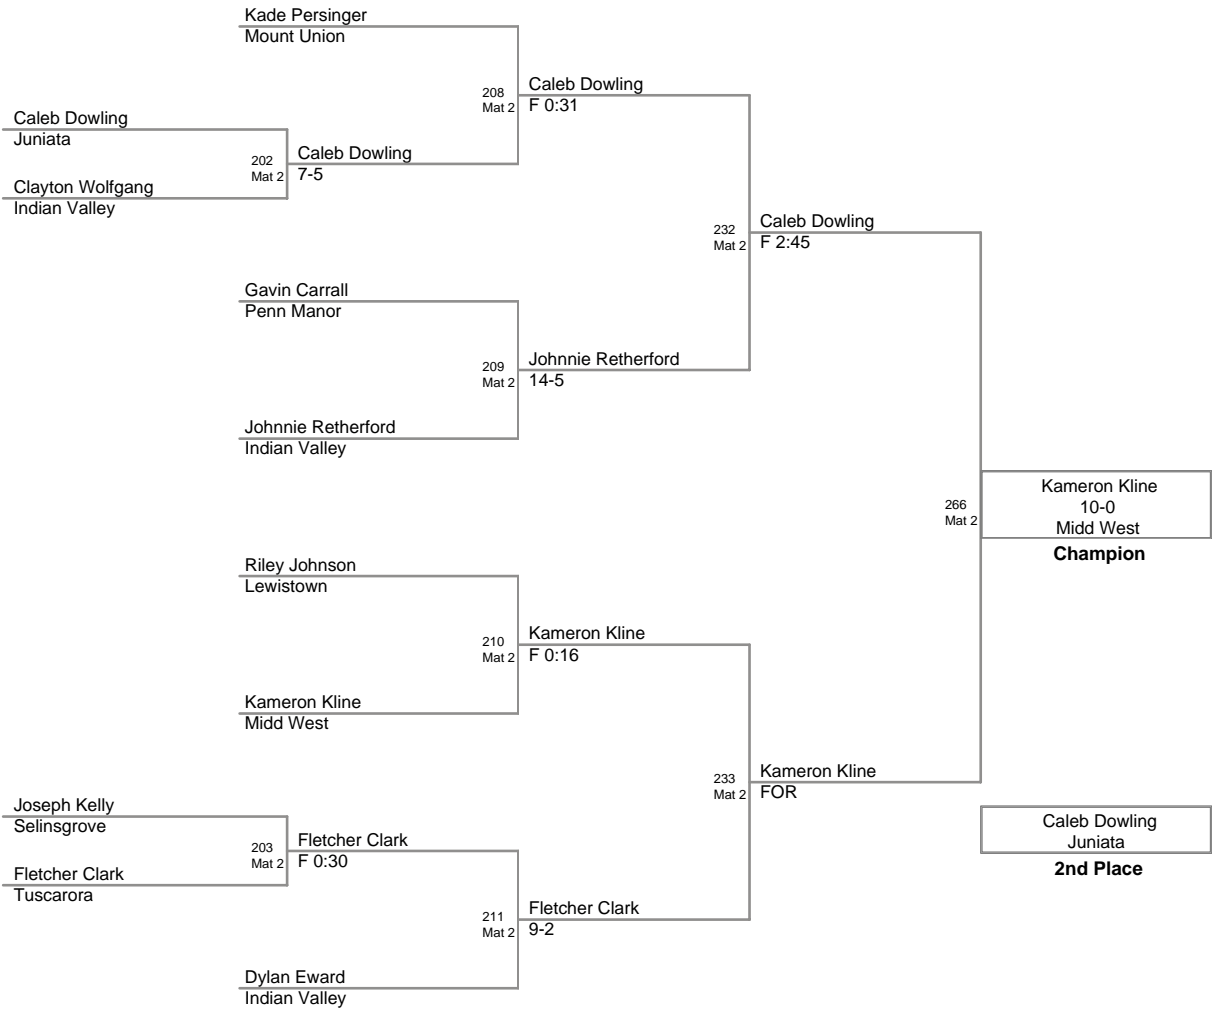 Kade Persinger
Mount Union
208
Mat 2
Caleb Dowling
F 0:31
Caleb Dowling
Juniata
202
Mat 2
Caleb Dowling
7-5
Clayton Wolfgang
Indian Valley
232
Mat 2
Caleb Dowling
F 2:45
Gavin Carrall
Penn Manor
209
Mat 2
Johnnie Retherford
14-5
Johnnie Retherford
Indian Valley
266
Mat 2
Kameron Kline
10-0
Midd West
Champion
Riley Johnson
Lewistown
210
Mat 2
Kameron Kline
F 0:16
Kameron Kline
Midd West
233
Mat 2
Kameron Kline
FOR
Joseph Kelly
Selinsgrove
203
Mat 2
Fletcher Clark
F 0:30
Fletcher Clark
Tuscarora
Caleb Dowling
Juniata
2nd Place
211
Mat 2
Fletcher Clark
9-2
Dylan Eward
Indian Valley